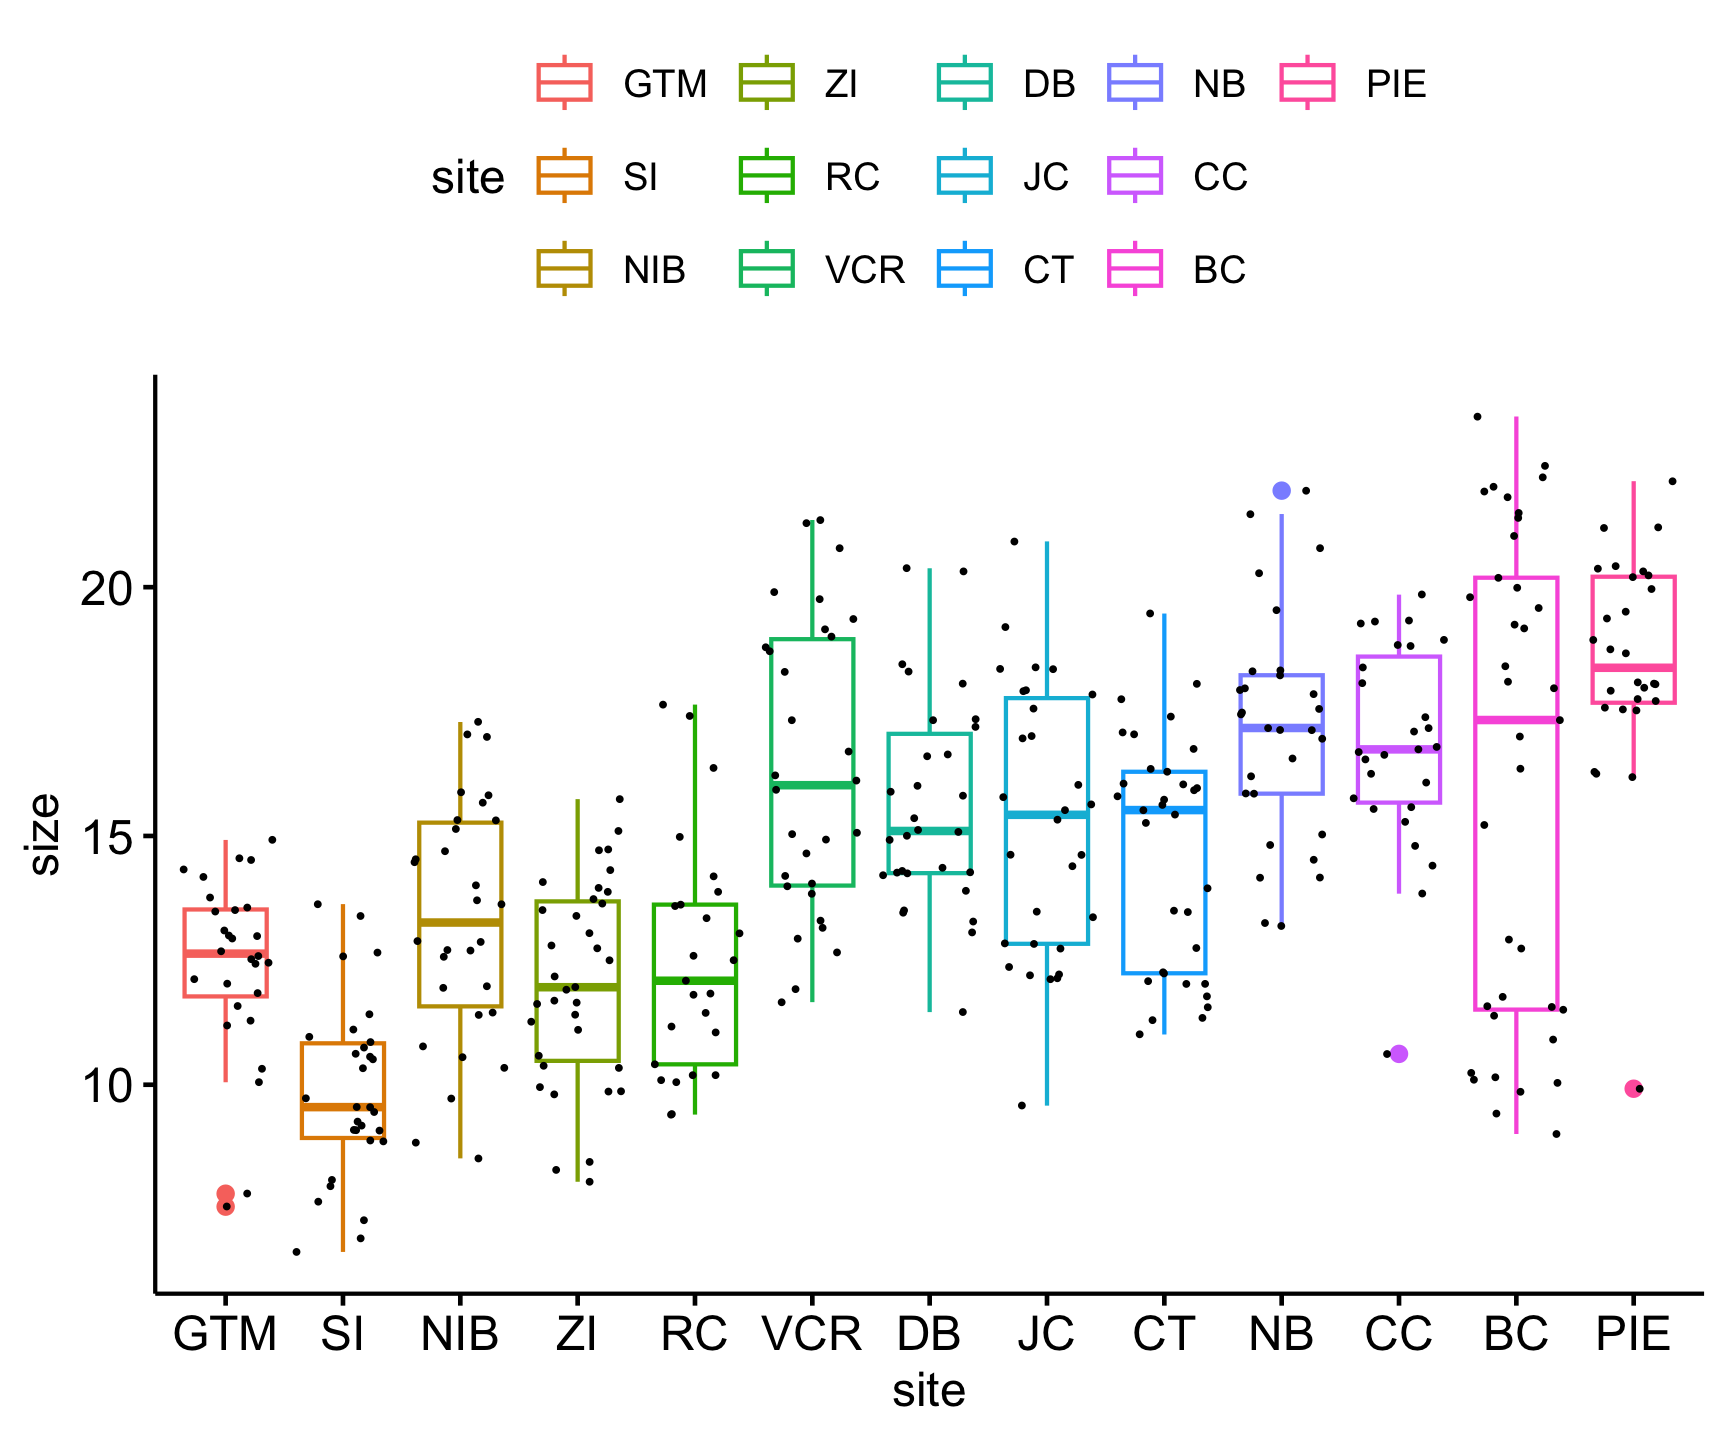 GTM ZI DB NB PIE
site SI RC JC CC
NIB VCR CT BC
20
15
10
size
GTM SI NIB ZI RC VCR DB JC CT NB CC BC PIE
site